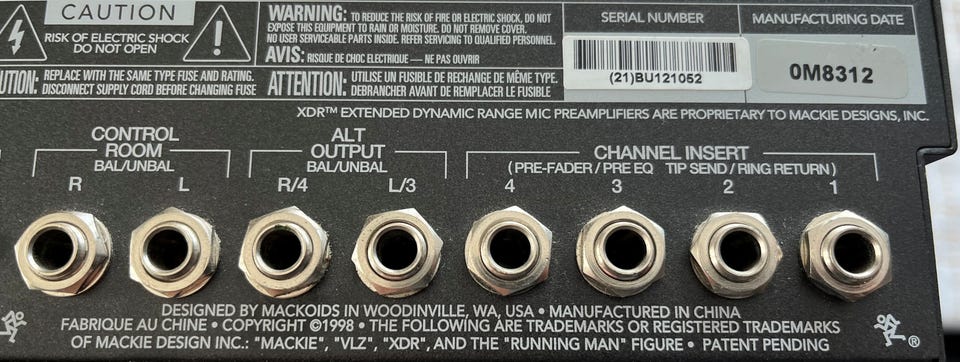 CAUTION
RISK OF ELECTRIC SHOCK
DO NOT OPEN
WARNING: TO REDUCE THE RISK OF FIRE OR ELECTRIC SHOCK, DO NOT
EXPOSE THIS EQUIPMENT TO RAIN OR MOISTURE. DO NOT REMOVE COVER.
NO USER SERVICEABLE PARTS INSIDE. REFER SERVICING TO QUALIFIED PERSONNEL.
AVIS: RISQUE DE CHOC ELECTRIQUE — NE PAS OUVRIR
UTION: REPLACE WITH THE SAME TYPE FUSE AND RATING.
DISCONNECT SUPPLY CORD BEFORE CHANGING FUSE
ATTENTION: UTILISE UN FUSIBLE DE RECHANGE DE MÊME TYPE.
DEBRANCHER AVANT DE REMPLACER LE FUSIBLE
SERIAL NUMBER
(21)BU121052
MANUFACTURING DATE
0M8312
XDR™ EXTENDED DYNAMIC RANGE MIC PREAMPLIFIERS ARE PROPRIETARY TO MACKIE DESIGNS, INC.
CONTROL
ROOM
BAL/UNBAL
R L
ALT
OUTPUT
BAL/UNBAL
R/4 L/3
CHANNEL INSERT
( PRE-FADER / PRE EQ TIP SEND / RING RETURN )
4 3 2 1
DESIGNED BY MACKOIDS IN WOODINVILLE, WA, USA • MANUFACTURED IN CHINA
FABRIQUE AU CHINE • COPYRIGHT ©1998 • THE FOLLOWING ARE TRADEMARKS OR REGISTERED TRADEMARKS
OF MACKIE DESIGN INC.: "MACKIE", "VLZ", "XDR", AND THE "RUNNING MAN" FIGURE • PATENT PENDING
®